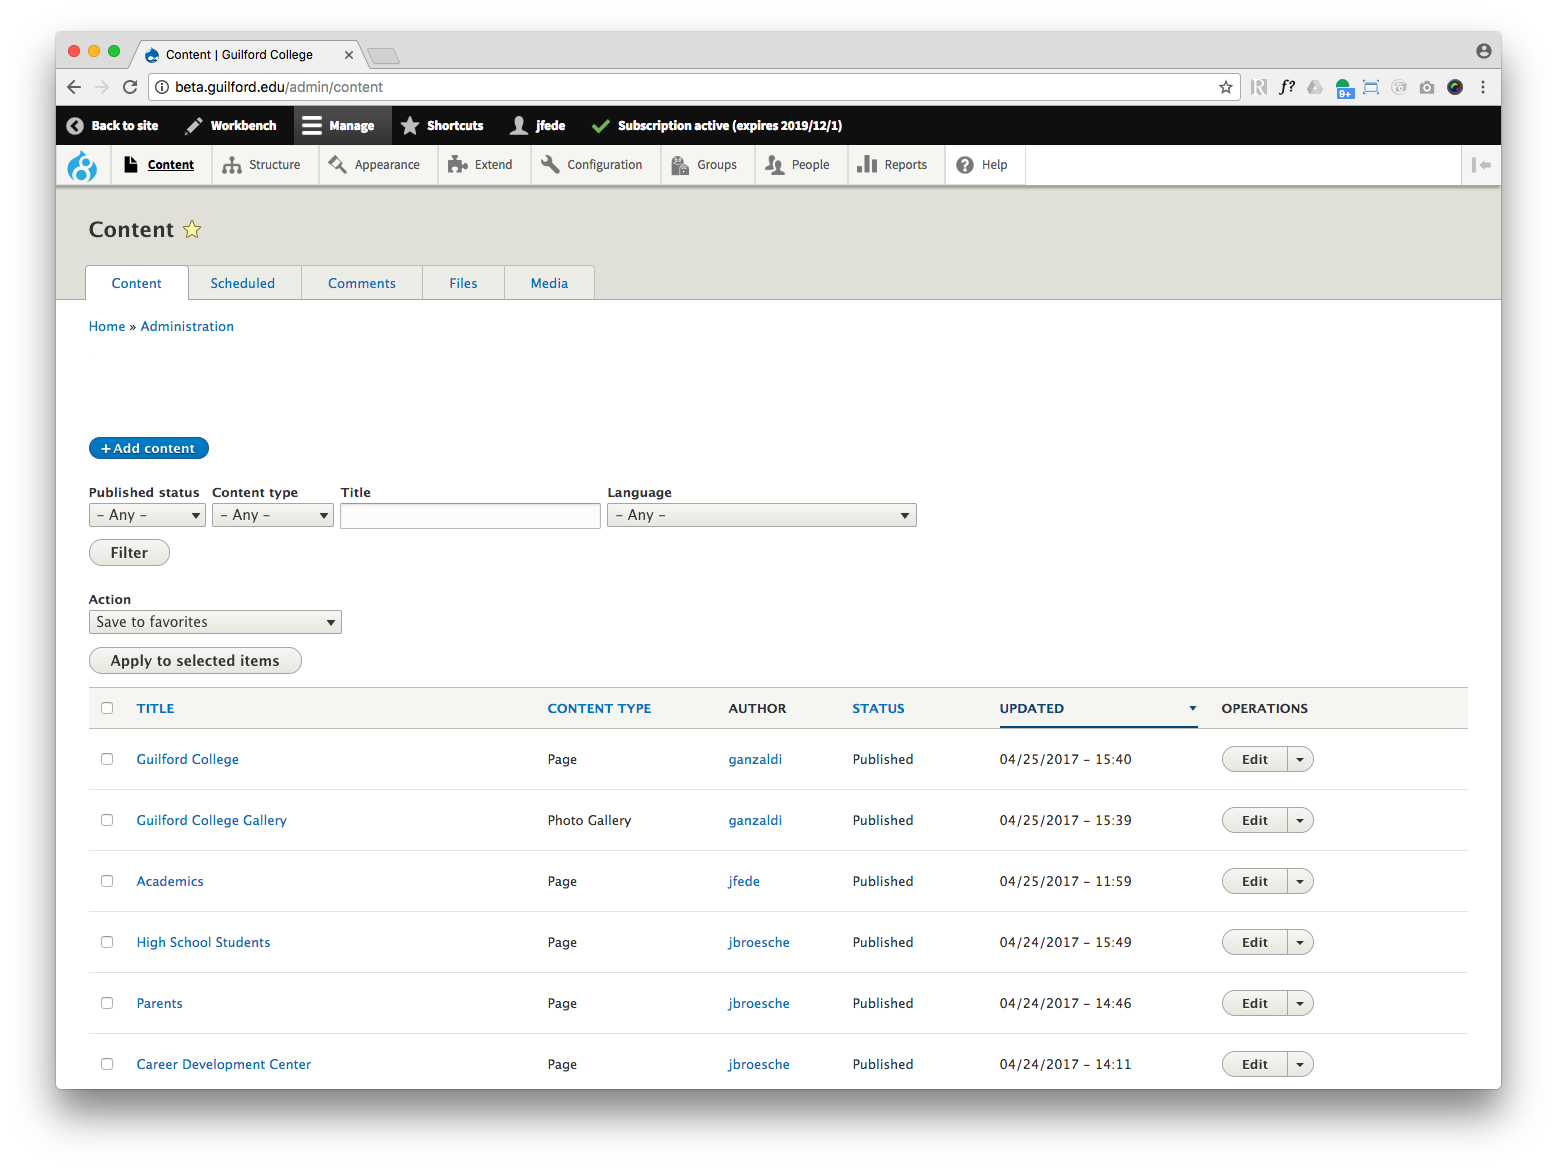 Content | Guilford College
beta.guilford.edu/admin/content
f?
9+
Back to site Workbench Manage Shortcuts jfede Subscription active (expires 2019/12/1)
Content Structure Appearance Extend Configuration Groups People Reports Help
Content
Content Scheduled Comments Files Media
Home » Administration
+ Add content
Published status Content type Title Language
- Any - - Any - - Any -
Filter
Action
Save to favorites
Apply to selected items
TITLE CONTENT TYPE AUTHOR STATUS UPDATED OPERATIONS
Guilford College Page ganzaldi Published 04/25/2017 - 15:40 Edit
Guilford College Gallery Photo Gallery ganzaldi Published 04/25/2017 - 15:39 Edit
Academics Page jfede Published 04/25/2017 - 11:59 Edit
High School Students Page jbroesche Published 04/24/2017 - 15:49 Edit
Parents Page jbroesche Published 04/24/2017 - 14:46 Edit
Career Development Center Page jbroesche Published 04/24/2017 - 14:11 Edit